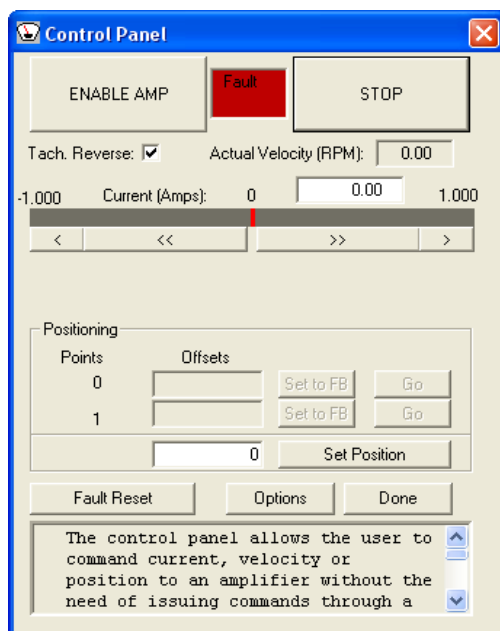 Control Panel
ENABLE AMP Fault STOP
Tach. Reverse: Actual Velocity (RPM): 0.00
-1.000 Current (Amps): 0 0.00 1.000
< << >> >
Positioning
Points Offsets
0 Set to FB Go
1 Set to FB Go
0 Set Position
Fault Reset Options Done
The control panel allows the user to
command current, velocity or
position to an amplifier without the
need of issuing commands through a